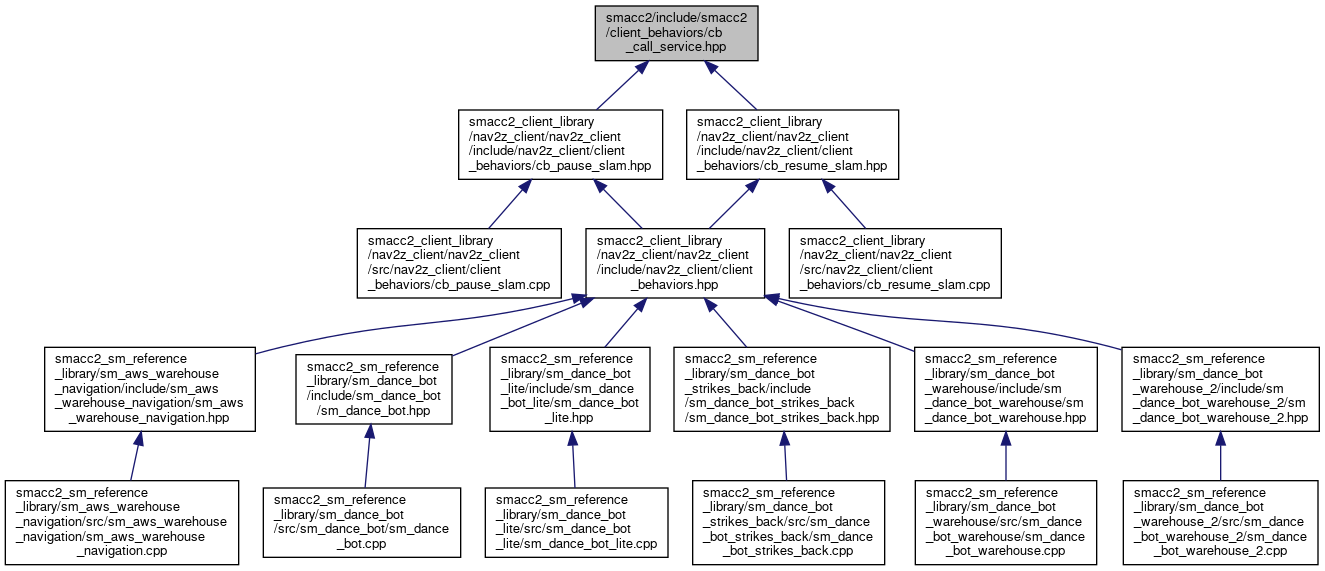 smacc2/include/smacc2
/client_behaviors/cb
_call_service.hpp
smacc2_client_library
/nav2z_client/nav2z_client
/include/nav2z_client/client
_behaviors/cb_pause_slam.hpp
smacc2_client_library
/nav2z_client/nav2z_client
/include/nav2z_client/client
_behaviors/cb_resume_slam.hpp
smacc2_client_library
/nav2z_client/nav2z_client
/src/nav2z_client/client
_behaviors/cb_pause_slam.cpp
smacc2_client_library
/nav2z_client/nav2z_client
/include/nav2z_client/client
_behaviors.hpp
smacc2_client_library
/nav2z_client/nav2z_client
/src/nav2z_client/client
_behaviors/cb_resume_slam.cpp
smacc2_sm_reference
_library/sm_aws_warehouse
_navigation/include/sm_aws
_warehouse_navigation/sm_aws
_warehouse_navigation.hpp
smacc2_sm_reference
_library/sm_dance_bot
/include/sm_dance_bot
/sm_dance_bot.hpp
smacc2_sm_reference
_library/sm_dance_bot
_lite/include/sm_dance
_bot_lite/sm_dance_bot
_lite.hpp
smacc2_sm_reference
_library/sm_dance_bot
_strikes_back/include
/sm_dance_bot_strikes_back
/sm_dance_bot_strikes_back.hpp
smacc2_sm_reference
_library/sm_dance_bot
_warehouse/include/sm
_dance_bot_warehouse/sm
_dance_bot_warehouse.hpp
smacc2_sm_reference
_library/sm_dance_bot
_warehouse_2/include/sm
_dance_bot_warehouse_2/sm
_dance_bot_warehouse_2.hpp
smacc2_sm_reference
_library/sm_aws_warehouse
_navigation/src/sm_aws_warehouse
_navigation/sm_aws_warehouse
_navigation.cpp
smacc2_sm_reference
_library/sm_dance_bot
/src/sm_dance_bot/sm_dance
_bot.cpp
smacc2_sm_reference
_library/sm_dance_bot
_lite/src/sm_dance_bot
_lite/sm_dance_bot_lite.cpp
smacc2_sm_reference
_library/sm_dance_bot
_strikes_back/src/sm_dance
_bot_strikes_back/sm_dance
_bot_strikes_back.cpp
smacc2_sm_reference
_library/sm_dance_bot
_warehouse/src/sm_dance
_bot_warehouse/sm_dance
_bot_warehouse.cpp
smacc2_sm_reference
_library/sm_dance_bot
_warehouse_2/src/sm_dance
_bot_warehouse_2/sm_dance
_bot_warehouse_2.cpp